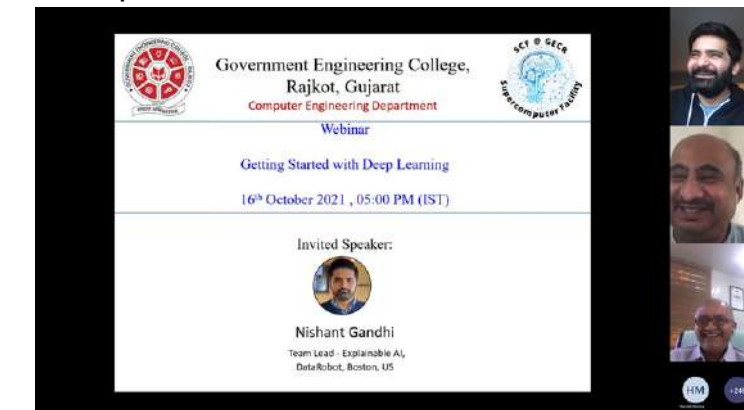 Government Engineering College,
Rajkot, Gujarat
Computer Engineering Department
SCF @ GECR
Supercomputer Facility
Webinar
Getting Started with Deep Learning
16th October 2021 , 05:00 PM (IST)
Invited Speaker:
Nishant Gandhi
Team Lead - Explainable AI,
DataRobot, Boston, US
HM